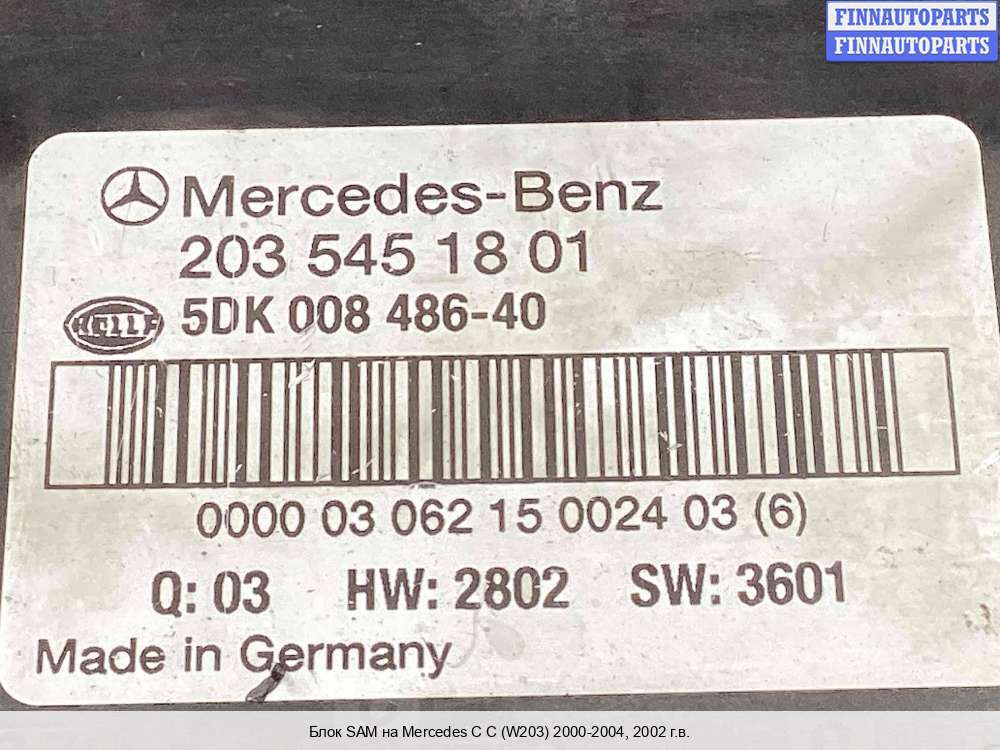 FINNAUTOPARTS
FINNAUTOPARTS
Mercedes-Benz
203 545 18 01
HELLA 5DK 008 486-40
0000 03 062 15 0024 03 (6)
Q: 03 HW: 2802 SW: 3601
Made in Germany
Блок SAM на Mercedes C C (W203) 2000-2004, 2002 г.в.